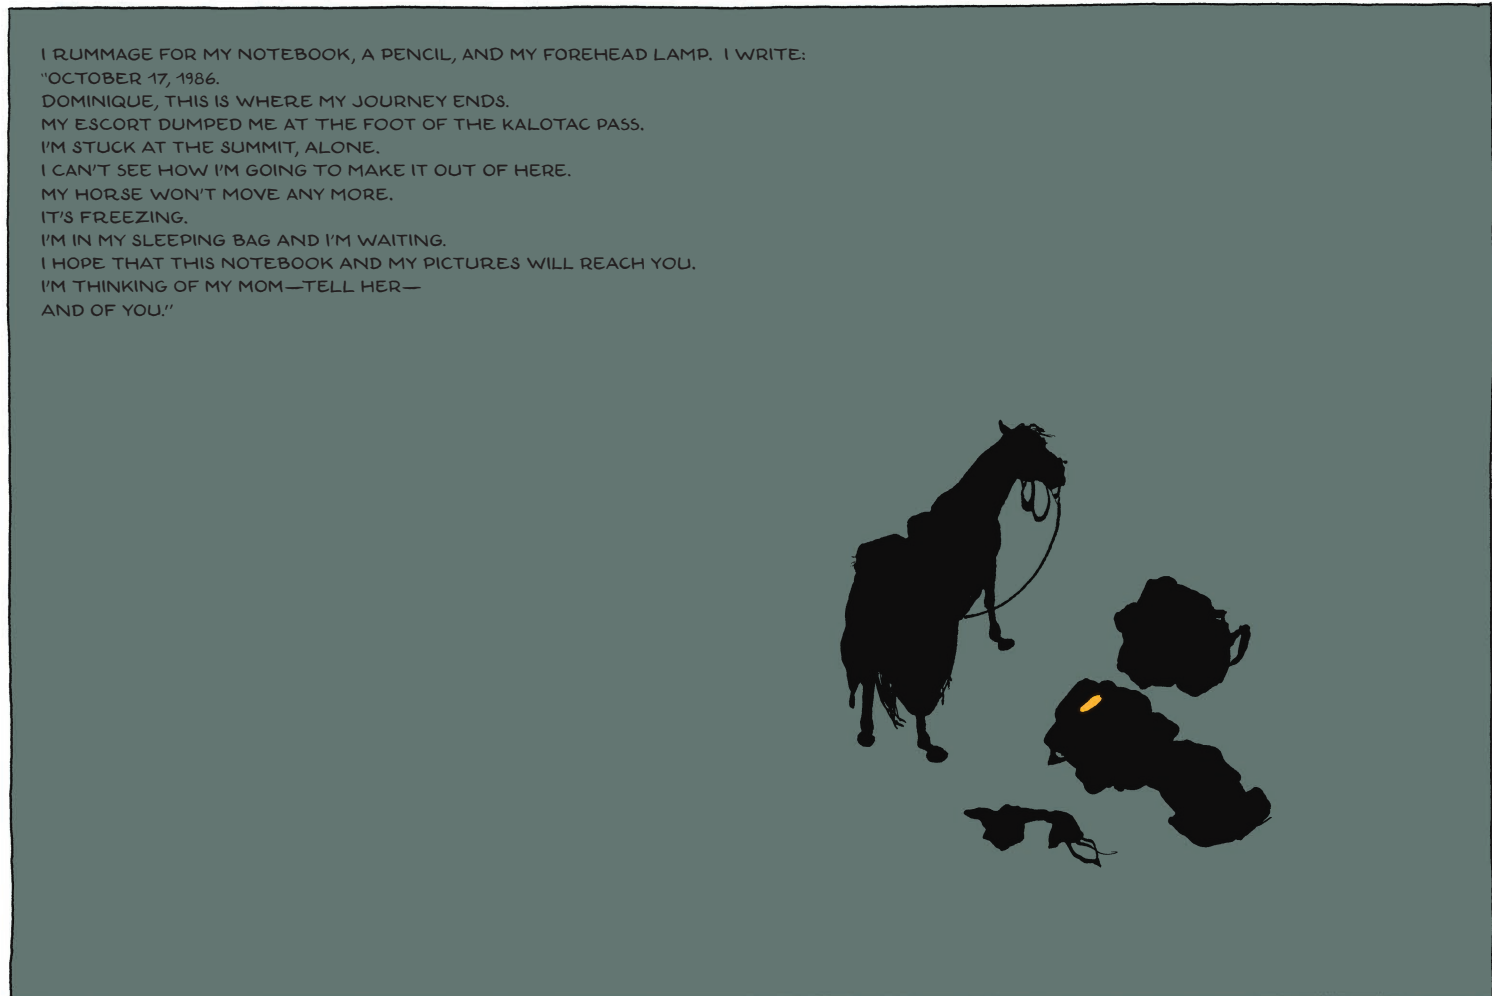 I RUMMAGE FOR MY NOTEBOOK, A PENCIL, AND MY FOREHEAD LAMP. I WRITE:
"OCTOBER 17, 1986.
DOMINIQUE, THIS IS WHERE MY JOURNEY ENDS.
MY ESCORT DUMPED ME AT THE FOOT OF THE KALOTAC PASS.
I'M STUCK AT THE SUMMIT, ALONE.
I CAN'T SEE HOW I'M GOING TO MAKE IT OUT OF HERE.
MY HORSE WON'T MOVE ANY MORE.
IT'S FREEZING.
I'M IN MY SLEEPING BAG AND I'M WAITING.
I HOPE THAT THIS NOTEBOOK AND MY PICTURES WILL REACH YOU.
I'M THINKING OF MY MOM—TELL HER—
AND OF YOU."